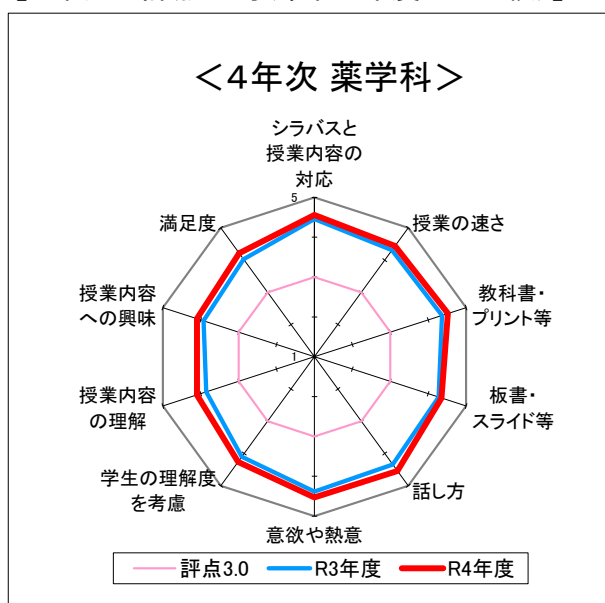 ＜4年次 薬学科＞
シラバスと
授業内容の
対応
5
満足度
授業の速さ
授業内容
への興味
教科書・
プリント等
1
授業内容
の理解
板書・
スライド等
学生の理解度
を考慮
話し方
意欲や熱意
評点3.0
R3年度
R4年度